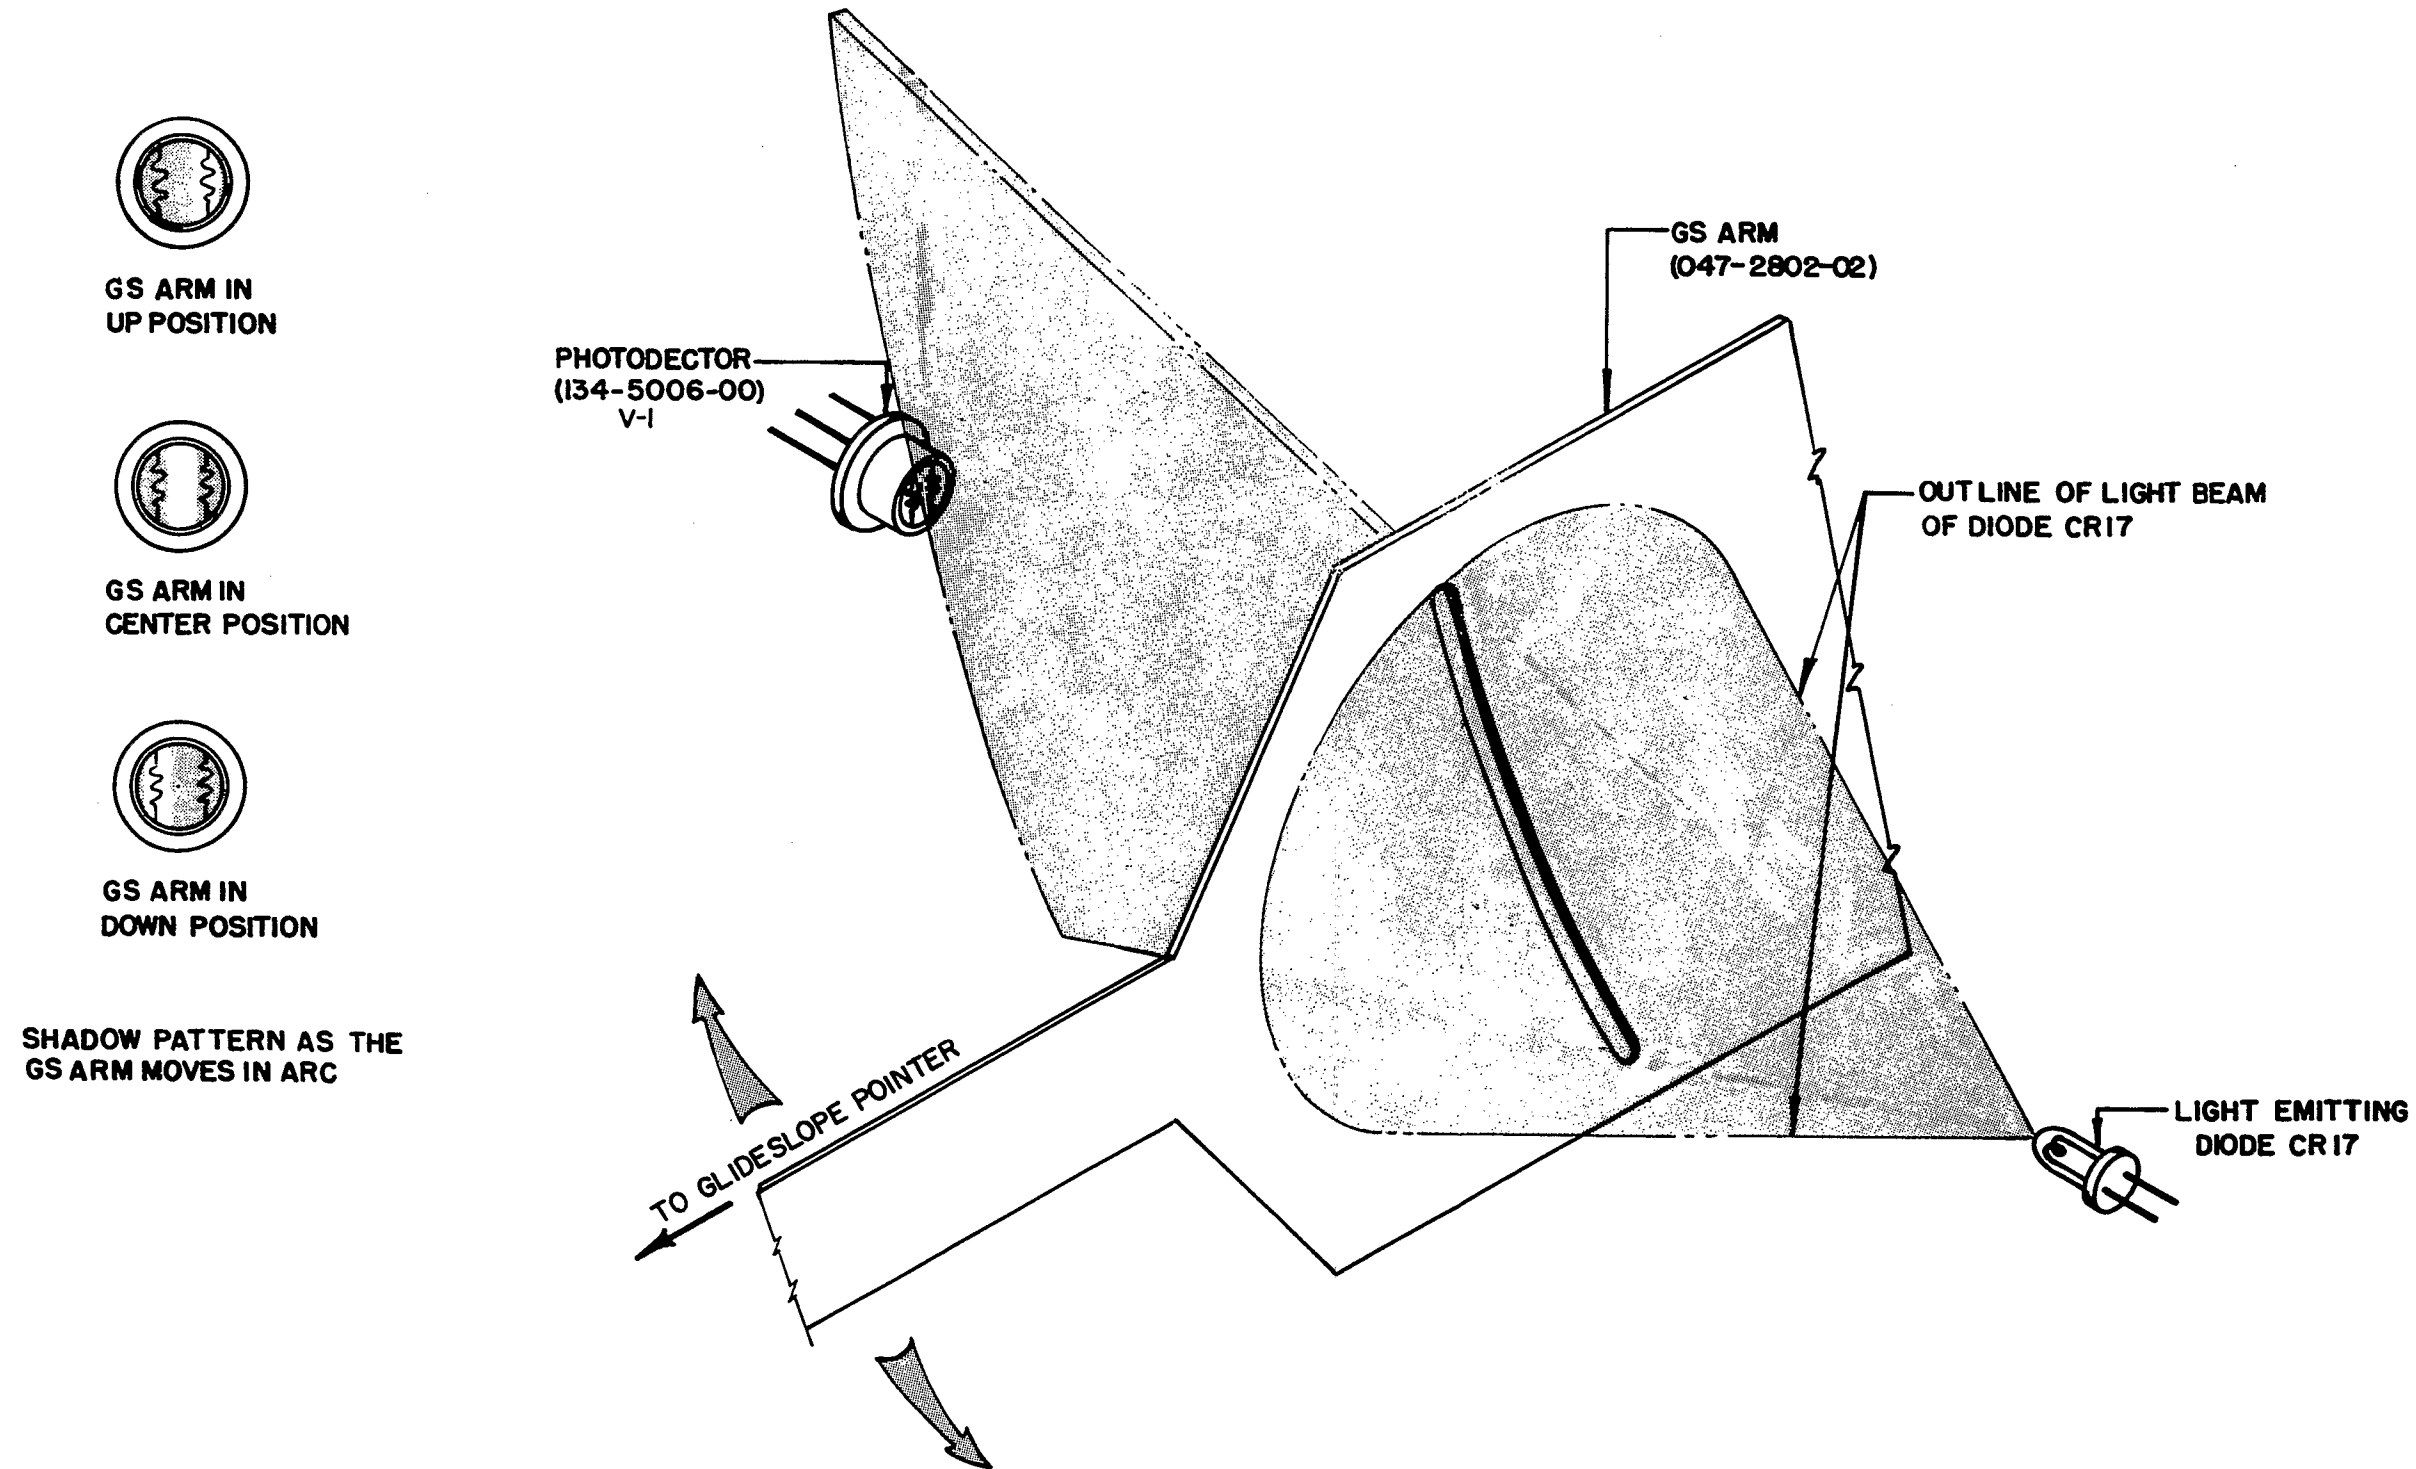 GS ARM IN
UP POSITION
GS ARM IN
CENTER POSITION
GS ARM IN
DOWN POSITION
SHADOW PATTERN AS THE
GS ARM MOVES IN ARC
PHOTODECTOR
(134-5006-00)
V-1
GS ARM
(047-2802-02)
OUTLINE OF LIGHT BEAM
OF DIODE CR17
TO GLIDESLOPE POINTER
LIGHT EMITTING
DIODE CR17